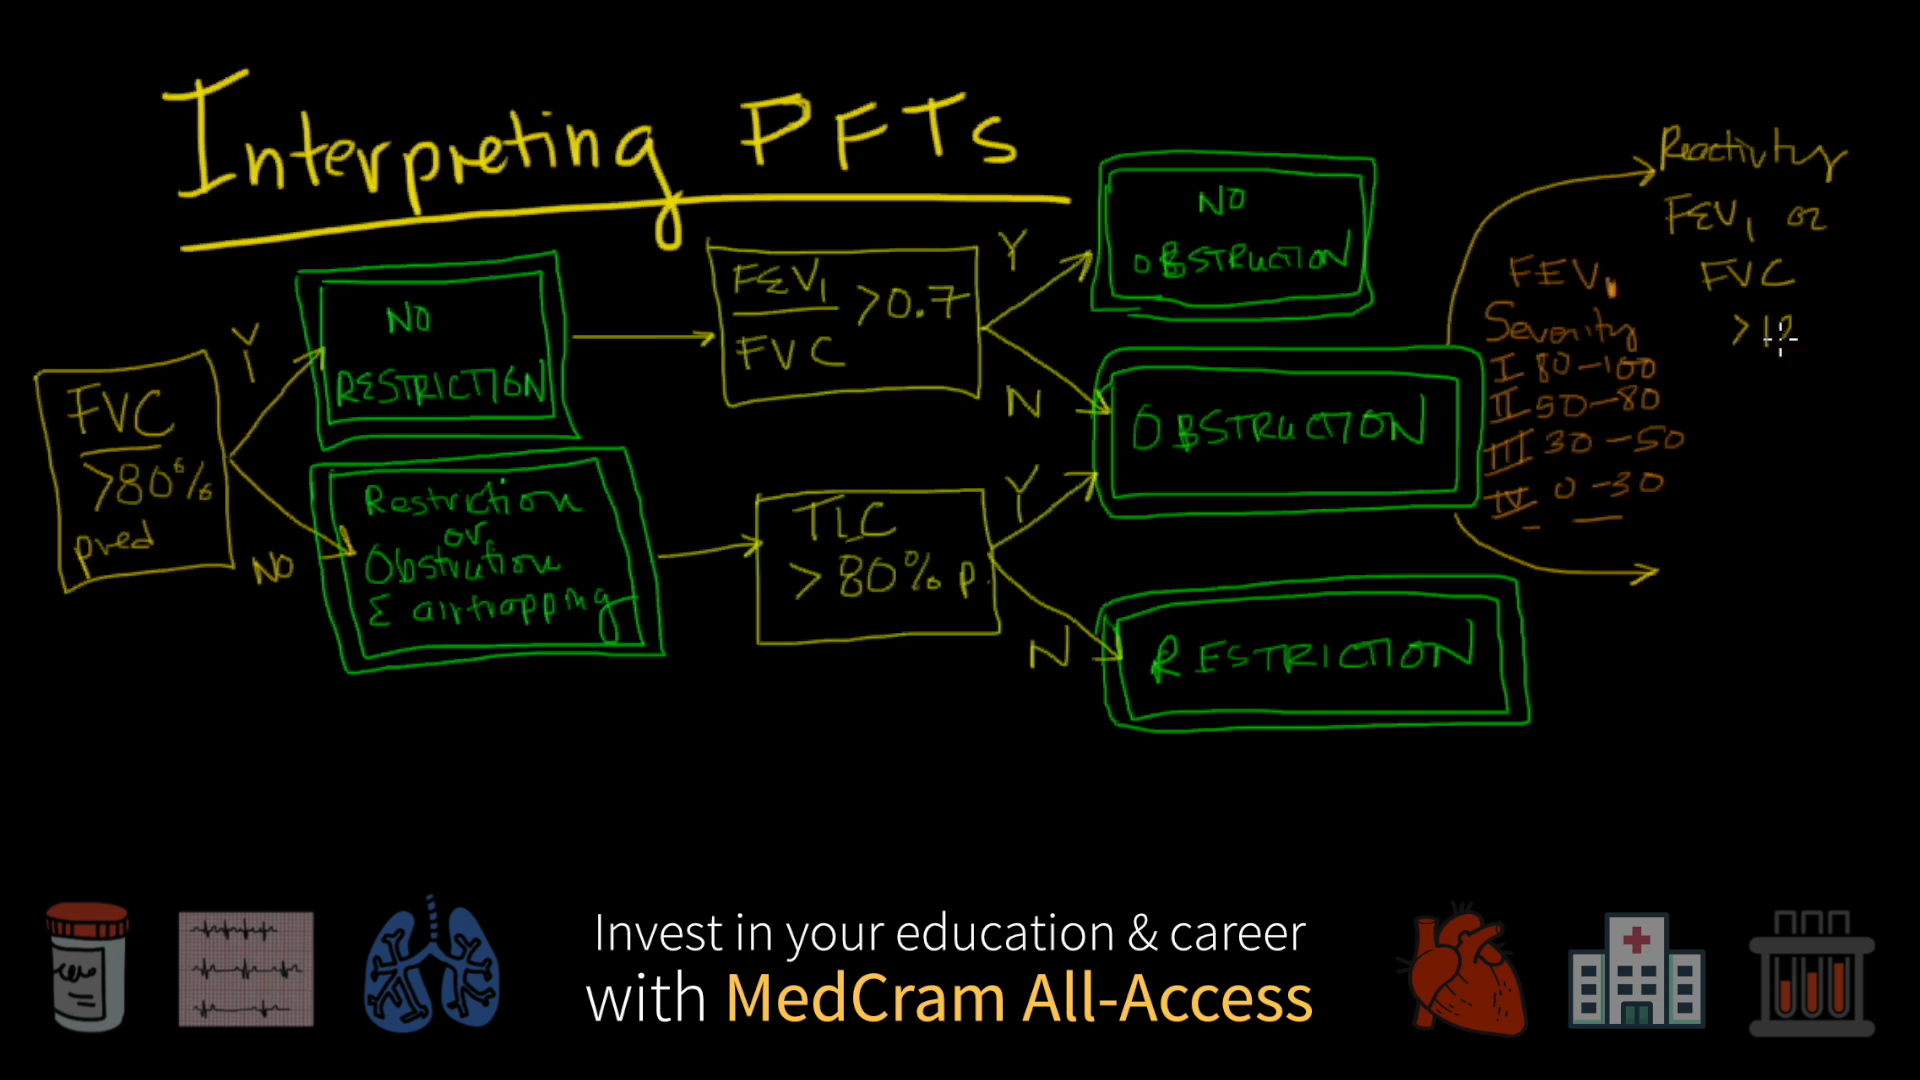 Interpreting PFTs
FVC
>80%
pred
Y
NO
NO
RESTRICTION
Restriction
or
Obstrution
Σ airtrapping
FEV1
FVC
>0.7
Y
N
TLC
>80% p.
Y
N
NO
OBSTRUCTION
OBSTRUCTION
RESTRICTION
FEV1
Severity
I 80-100
II 50-80
III 30-50
IV 0-30
Reactivity
FEV1 or
FVC
>12
Invest in your education & career
with MedCram All-Access